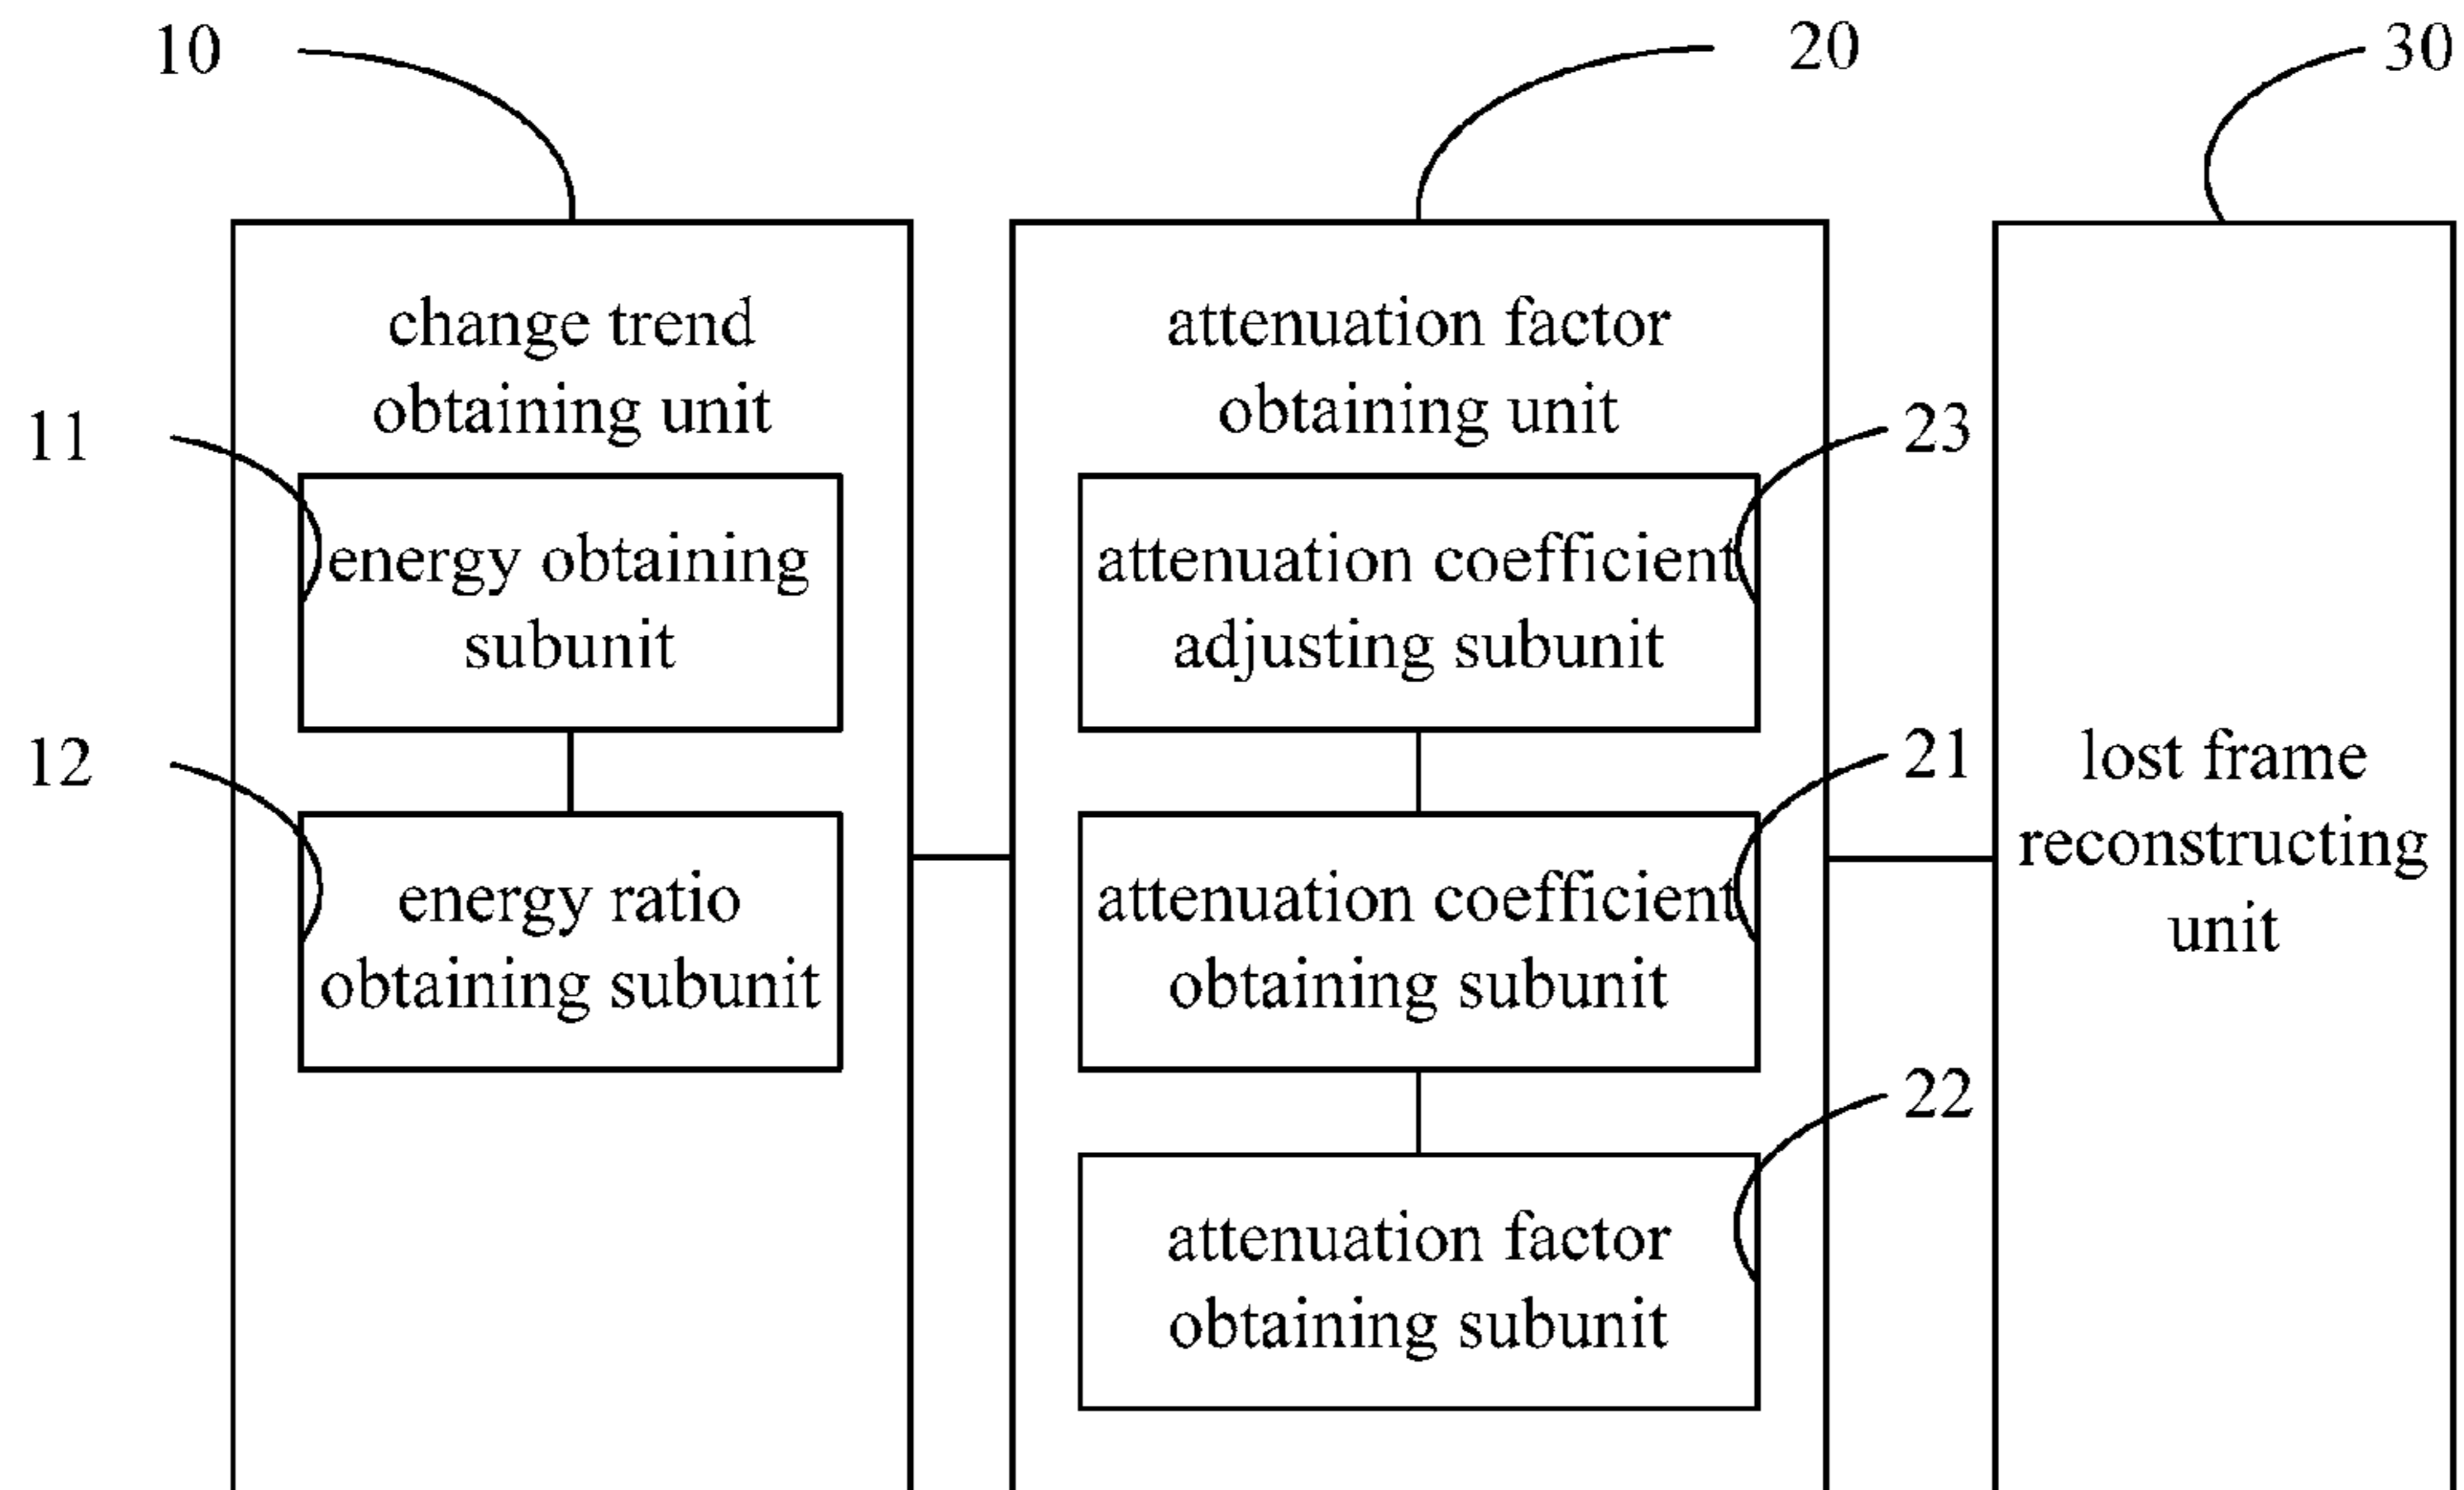 10
20
30
change trend
obtaining unit
attenuation factor
obtaining unit
11
23
energy obtaining
subunit
attenuation coefficient
adjusting subunit
12
21
energy ratio
obtaining subunit
attenuation coefficient
obtaining subunit
lost frame
reconstructing
unit
22
attenuation factor
obtaining subunit